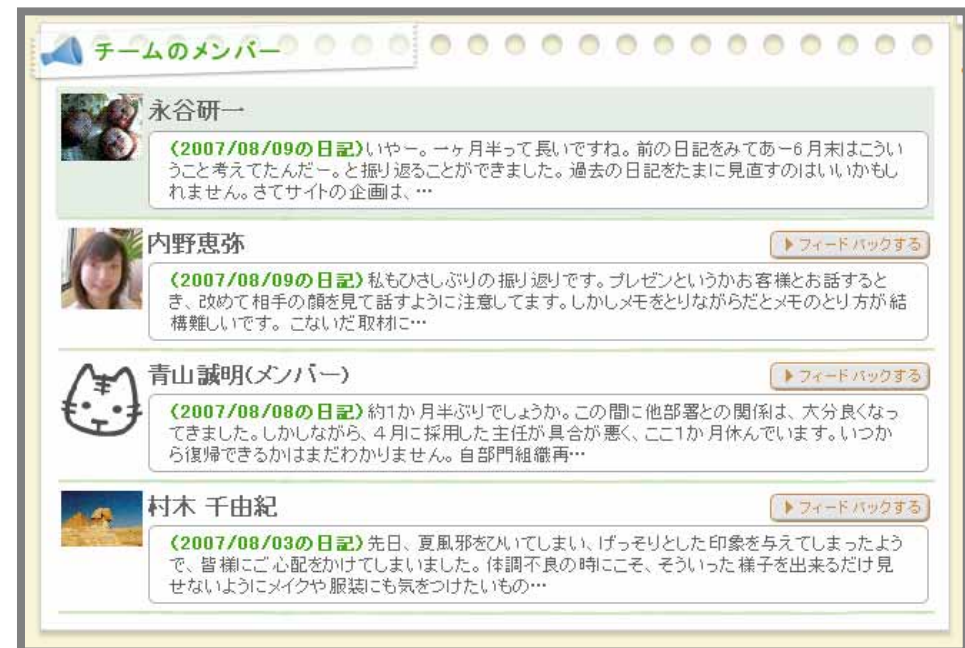 チームのメンバー
永谷研一
(2007/08/09の日記)いやー。一ヶ月半って長いですね。前の日記をみてあー6月末はこうい
うこと考えてたんだー。と振り返ることができました。過去の日記をたまに見直すのはいいかもし
れません。さてサイトの企画は、…
内野恵弥
フィードバックする
(2007/08/09の日記)私もひさしぶりの振り返りです。プレゼンというかお客様とお話すると
き、改めて相手の顔を見て話すように注意してます。しかしメモをとりながらだとメモのとり方が結
構難しいです。こないだ取材に…
青山誠明(メンバー)
フィードバックする
(2007/08/08の日記)約1か月半ぶりでしょうか。この間に他部署との関係は、大分良くなっ
てきました。しかしながら、4月に採用した主任が具合が悪く、ここ1か月休んでいます。いつか
ら復帰できるかはまだわかりません。自部門組織再…
村木 千由紀
フィードバックする
(2007/08/03の日記)先日、夏風邪をひいてしまい、げっそりとした印象を与えてしまったよう
で、皆様にご心配をかけてしまいました。体調不良の時にこそ、そういった様子を出来るだけ見
せないようにメイクや服装にも気をつけたいもの…